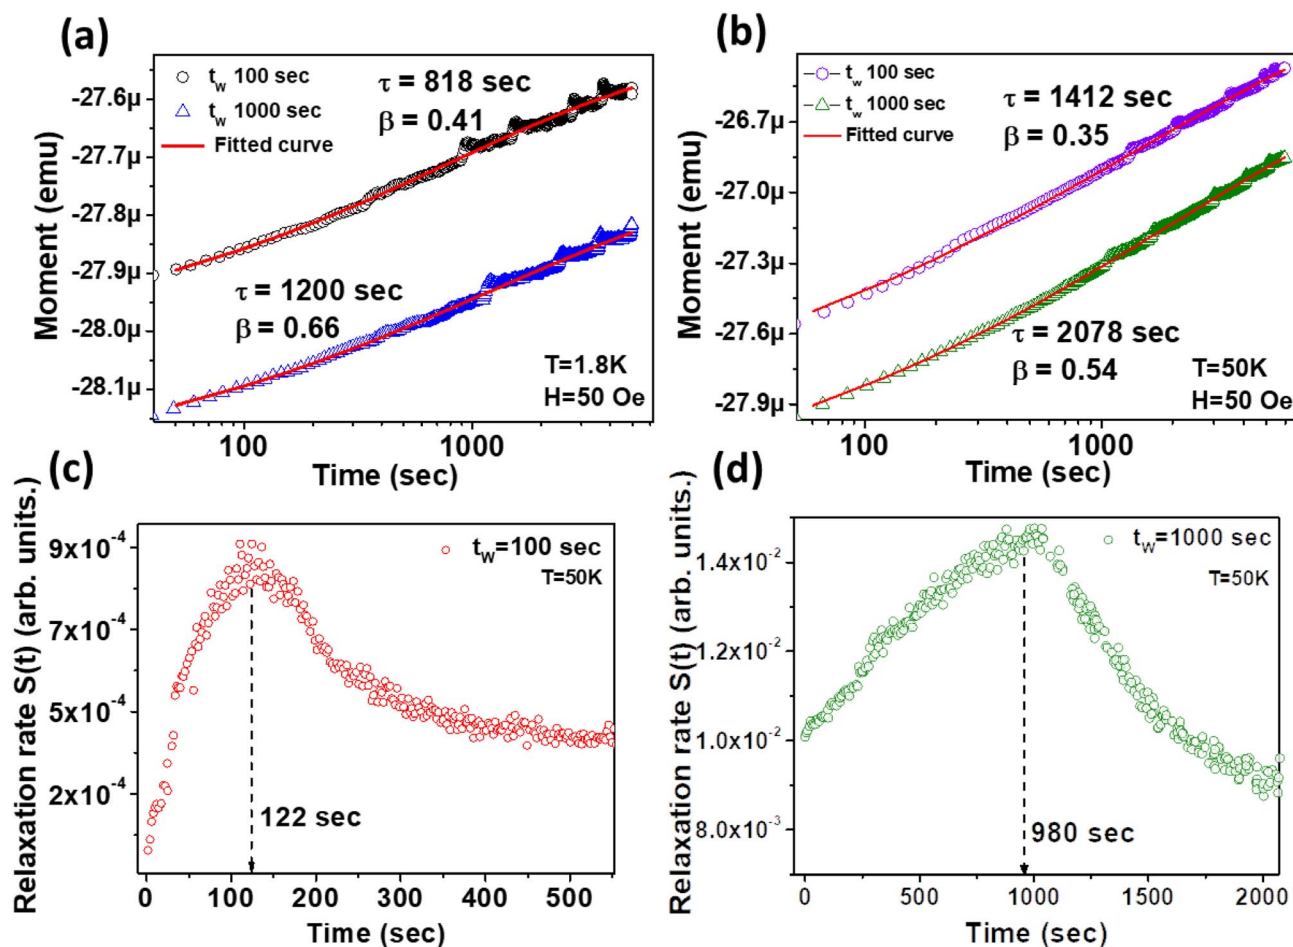 (a)
t_w 100 sec
t_w 1000 sec
Fitted curve
τ = 818 sec
β = 0.41
τ = 1200 sec
β = 0.66
T=1.8K
H=50 Oe
-27.6μ
-27.7μ
-27.8μ
-27.9μ
-28.0μ
-28.1μ
Moment (emu)
100
1000
Time (sec)
(b)
t_w 100 sec
t_w 1000 sec
Fitted curve
τ = 1412 sec
β = 0.35
τ = 2078 sec
β = 0.54
T=50K
H=50 Oe
-26.7μ
-27.0μ
-27.3μ
-27.6μ
-27.9μ
Moment (emu)
100
1000
Time (sec)
(c)
t_W=100 sec
T=50K
9x10^-4
7x10^-4
5x10^-4
2x10^-4
Relaxation rate S(t) (arb. units.)
122 sec
0
100
200
300
400
500
Time (sec)
(d)
t_W=1000 sec
T=50K
1.4x10^-2
1.2x10^-2
1.0x10^-2
8.0x10^-3
Relaxation rate S(t) (arb. units.)
980 sec
0
500
1000
1500
2000
Time (sec)